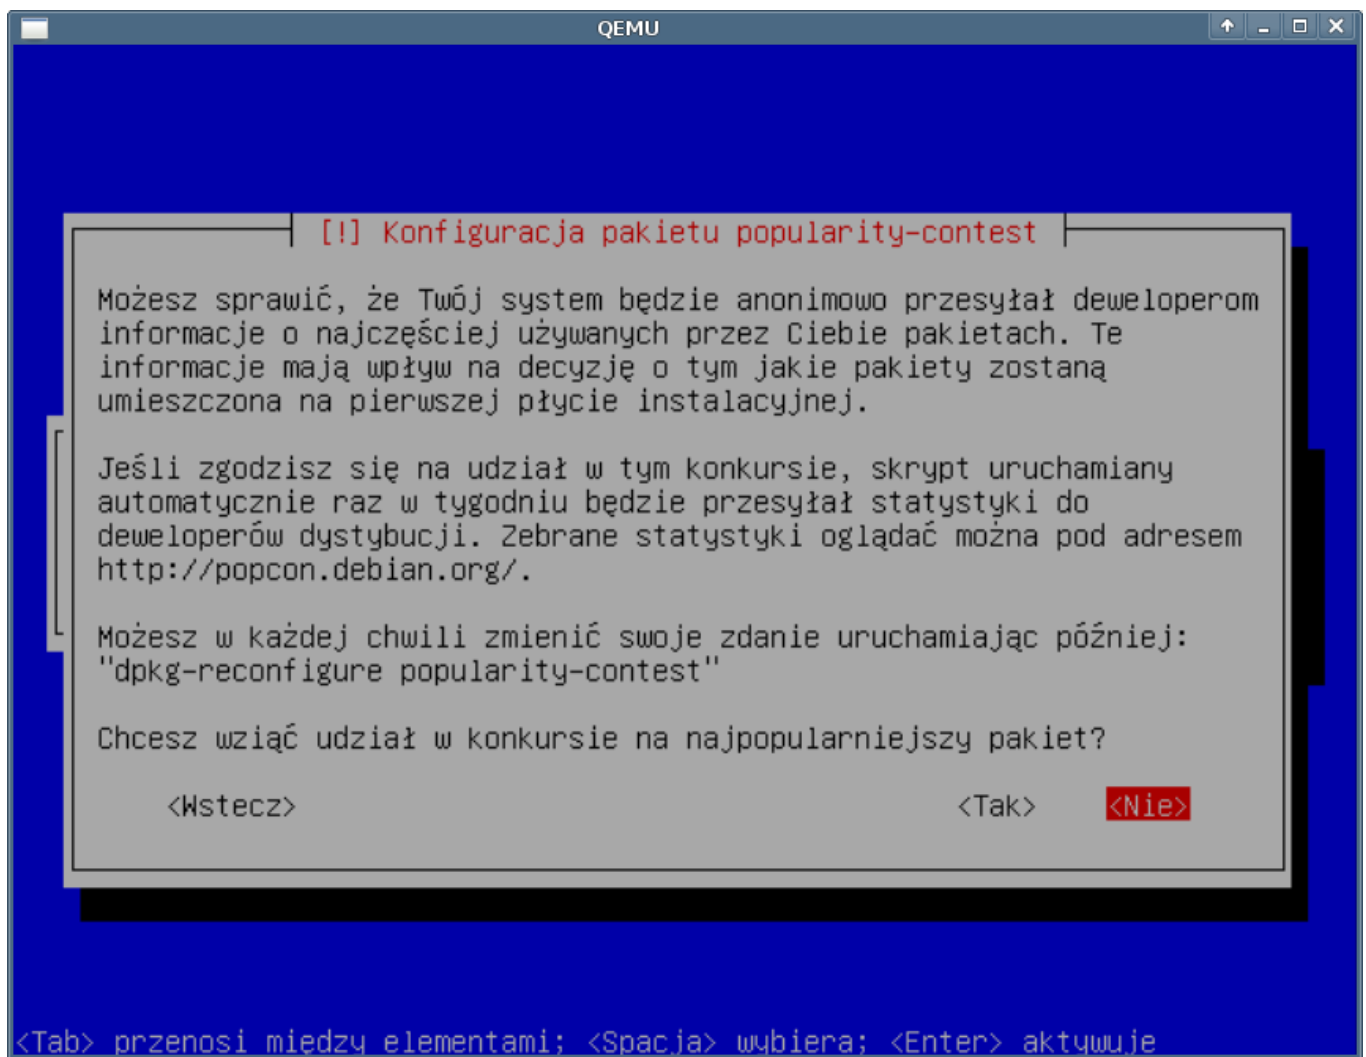 QEMU
[!] Konfiguracja pakietu popularity-contest
Możesz sprawić, że Twój system będzie anonimowo przesyłał deweloperom
informacje o najczęściej używanych przez Ciebie pakietach. Te
informacje mają wpływ na decyzję o tym jakie pakiety zostaną
umieszczona na pierwszej płycie instalacyjnej.
Jeśli zgodzisz się na udział w tym konkursie, skrypt uruchamiany
automatycznie raz w tygodniu będzie przesyłał statystyki do
deweloperów dystybucji. Zebrane statystyki oglądać można pod adresem
http://popcon.debian.org/.
Możesz w każdej chwili zmienić swoje zdanie uruchamiając później:
"dpkg-reconfigure popularity-contest"
Chcesz wziąć udział w konkursie na najpopularniejszy pakiet?
<Wstecz> <Tak> <Nie>
<Tab> przenosi między elementami; <Spacja> wybiera; <Enter> aktywuje